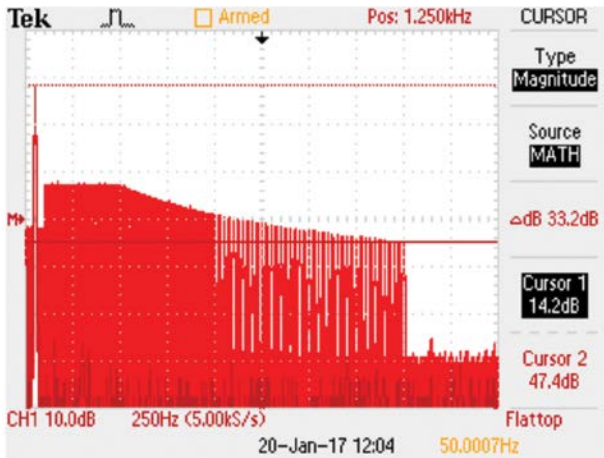 Tek Armed Pos: 1.250kHz CURSOR
Type
Magnitude
Source
MATH
M
△dB 33.2dB
Cursor 1
14.2dB
Cursor 2
47.4dB
CH1 10.0dB 250Hz (5.00kS/s) Flattop
20-Jan-17 12:04 50.0007Hz